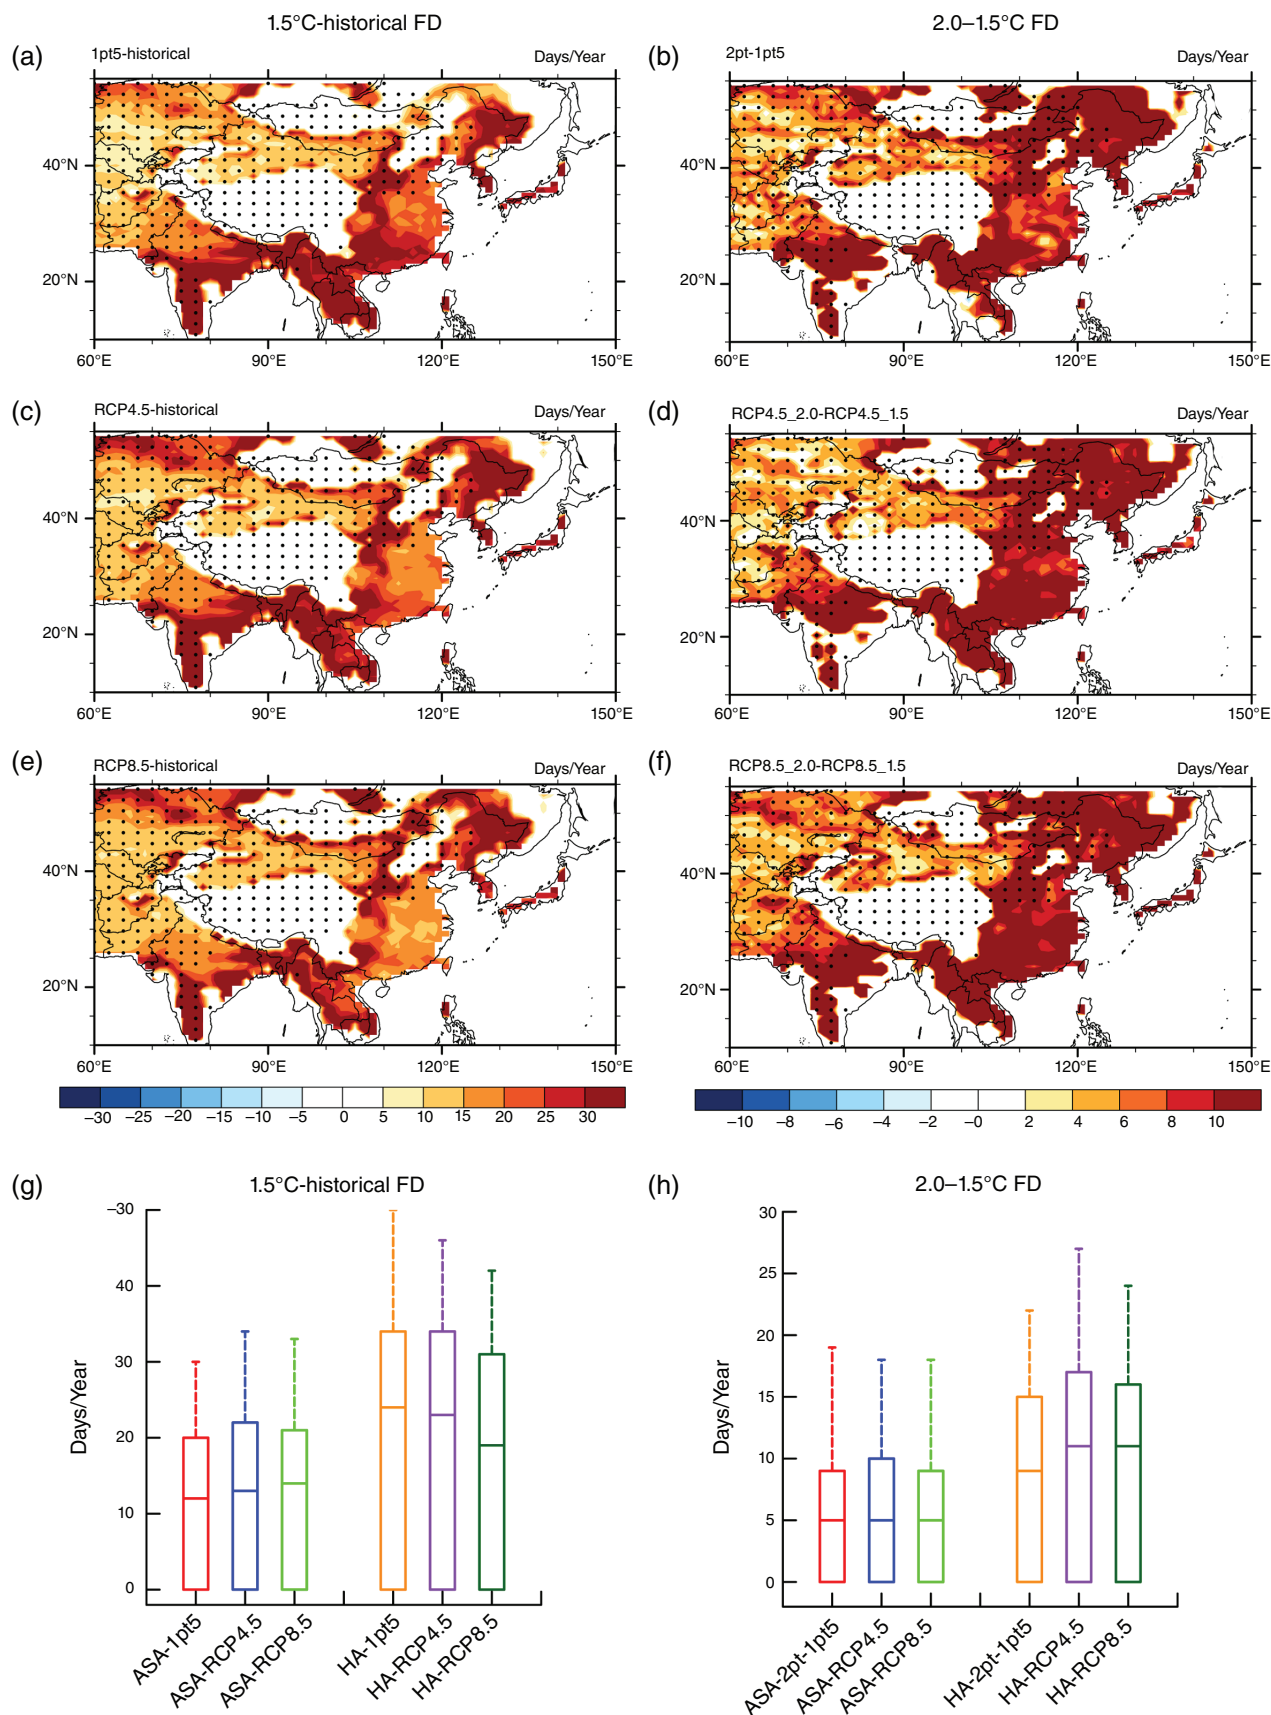 1.5°C-historical FD
2.0–1.5°C FD
(a)
1pt5-historical
Days/Year
40°N
20°N
60°E
90°E
120°E
150°E
(b)
2pt-1pt5
Days/Year
40°N
20°N
60°E
90°E
120°E
150°E
(c)
RCP4.5-historical
Days/Year
40°N
20°N
60°E
90°E
120°E
150°E
(d)
RCP4.5_2.0-RCP4.5_1.5
Days/Year
40°N
20°N
60°E
90°E
120°E
150°E
(e)
RCP8.5-historical
Days/Year
40°N
20°N
60°E
90°E
120°E
150°E
(f)
RCP8.5_2.0-RCP8.5_1.5
Days/Year
40°N
20°N
60°E
90°E
120°E
150°E
–30 –25 –20 –15 –10 –5 0 5 10 15 20 25 30
–10 –8 –6 –4 –2 –0 2 4 6 8 10
(g)
1.5°C-historical FD
Days/Year
–30
40
30
20
10
0
ASA-1pt5
ASA-RCP4.5
ASA-RCP8.5
HA-1pt5
HA-RCP4.5
HA-RCP8.5
(h)
2.0–1.5°C FD
Days/Year
30
25
20
15
10
5
0
ASA-2pt-1pt5
ASA-RCP4.5
ASA-RCP8.5
HA-2pt-1pt5
HA-RCP4.5
HA-RCP8.5